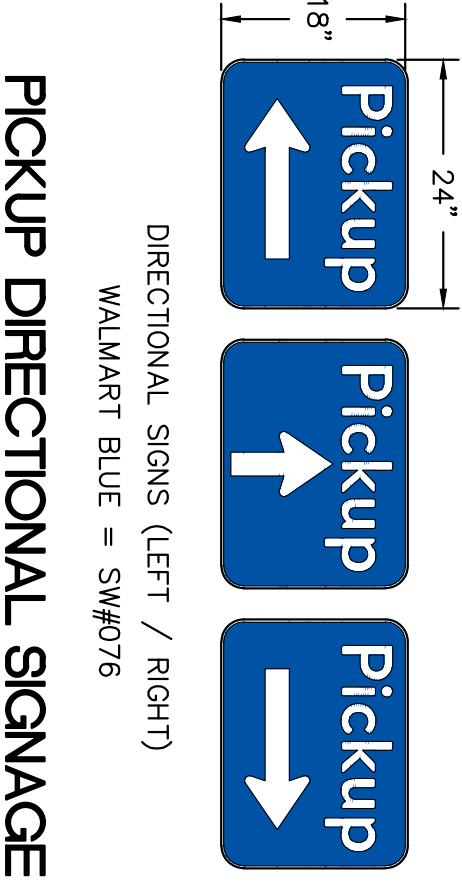 24”
18”
Pickup
Pickup
Pickup
DIRECTIONAL SIGNS (LEFT / RIGHT)
WALMART BLUE = SW#076
PICKUP DIRECTIONAL SIGNAGE